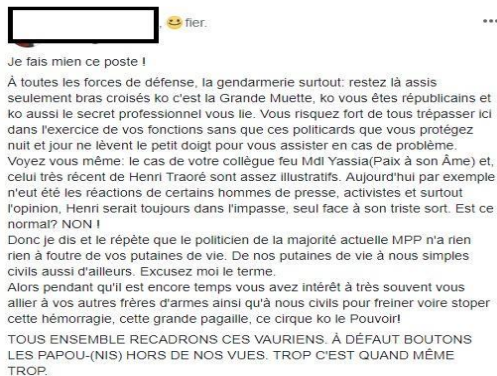 fier.
Je fais mien ce poste !
À toutes les forces de défense, la gendarmerie surtout: restez là assis
seulement bras croisés ko c'est la Grande Muette, ko vous êtes républicains et
ko aussi le secret professionnel vous lie. Vous risquez fort de tous trépasser ici
dans l'exercice de vos fonctions sans que ces politicards que vous protégez
nuit et jour ne lèvent le petit doigt pour vous assister en cas de problème.
Voyez vous même: le cas de votre collègue feu Mdl Yassia(Paix à son Âme) et,
celui très récent de Henri Traoré sont assez illustratifs. Aujourd'hui par exemple
n'eut été les réactions de certains hommes de presse, activistes et surtout
l'opinion, Henri serait toujours dans l'impasse, seul face à son triste sort. Est ce
normal? NON !
Donc je dis et le répête que le politicien de la majorité actuelle MPP n'a rien
rien à foutre de vos putaines de vie. De nos putaines de vie à nous simples
civils aussi d'ailleurs. Excusez moi le terme.
Alors pendant qu'il est encore temps vous avez intérêt à très souvent vous
allier à vos autres frères d'armes ainsi qu'à nous civils pour freiner voire stoper
cette hémorragie, cette grande pagaille, ce cirque ko le Pouvoir!
TOUS ENSEMBLE RECADRONS CES VAURIENS. À DÉFAUT BOUTONS
LES PAPOU-(NIS) HORS DE NOS VUES. TROP C'EST QUAND MÊME
TROP.